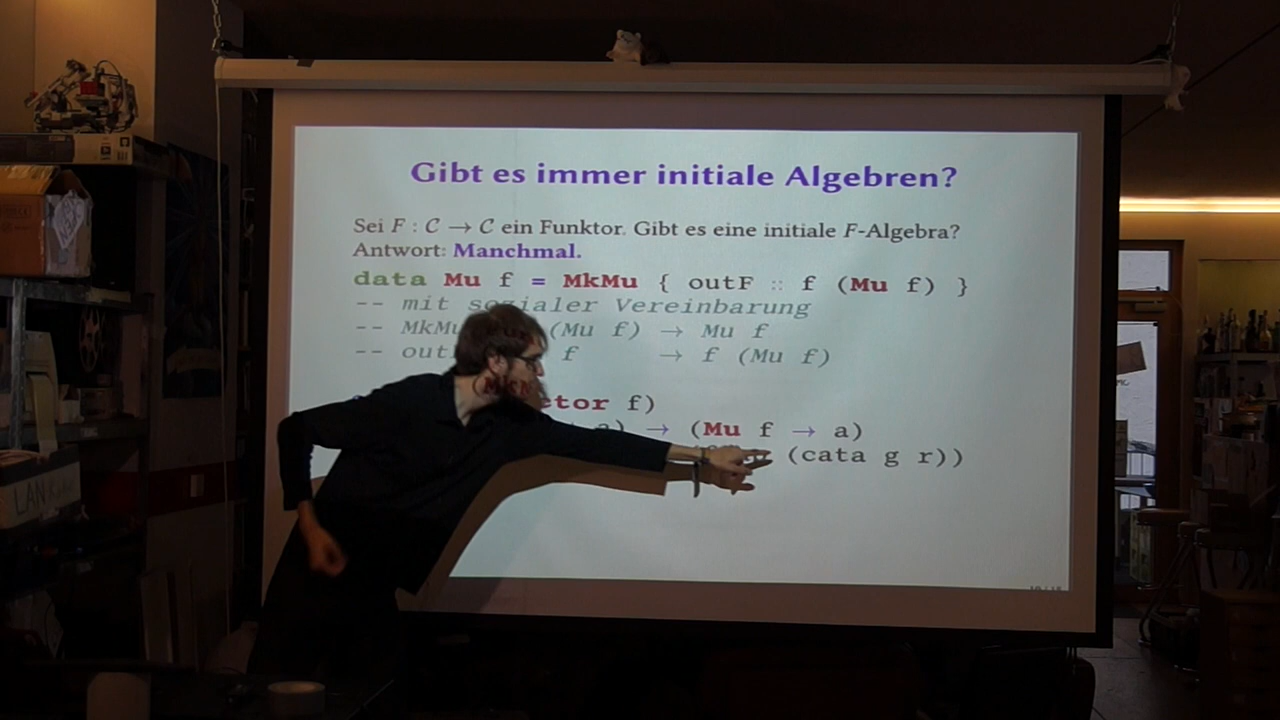 Gibt es immer initiale Algebren?
Sei F : C → C ein Funktor. Gibt es eine initiale F-Algebra?
Antwort: Manchmal.
data Mu f = MkMu { outF :: f (Mu f) }
-- mit sozialer Vereinbarung
-- MkMu (Mu f) → Mu f
-- out f → f (Mu f)
f)
→ (Mu f → a)
(cata g r))
LAN